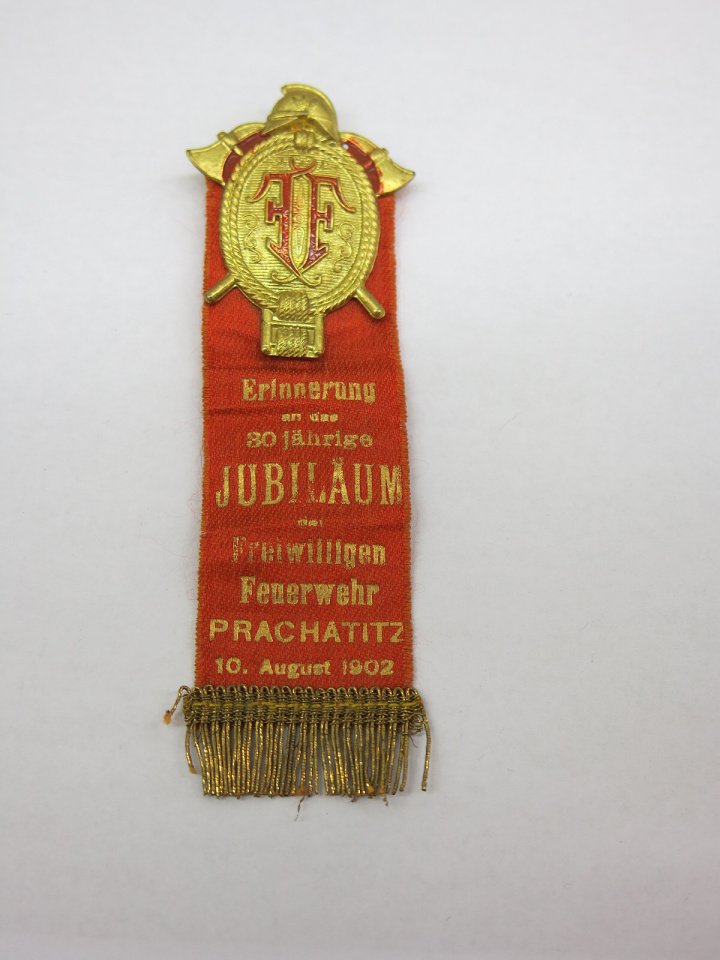 FF
Erinnerung
an das
30 jährige
JUBILÄUM
der
Freiwilligen
Feuerwehr
PRACHATITZ
10. August 1902